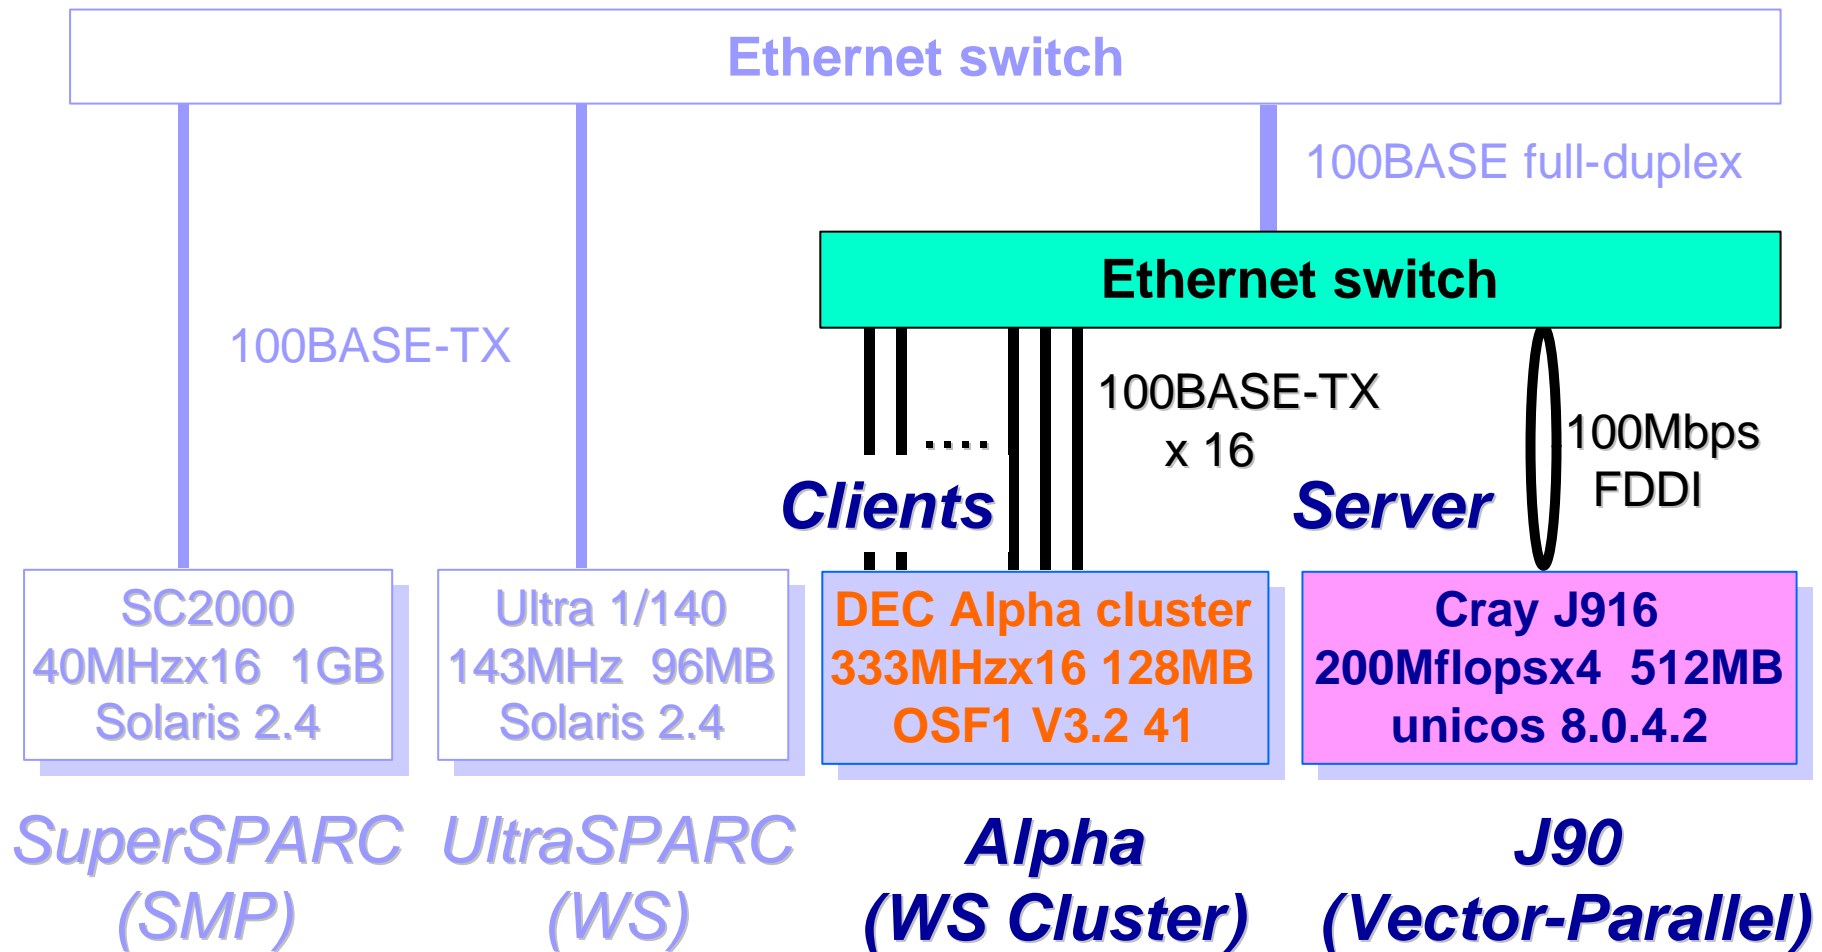 Ethernet switch
100BASE full-duplex
Ethernet switch
100BASE-TX
100BASE-TX
x 16
....
100Mbps
FDDI
Clients
Server
SC2000
40MHzx16 1GB
Solaris 2.4
Ultra 1/140
143MHz 96MB
Solaris 2.4
DEC Alpha cluster
333MHzx16 128MB
OSF1 V3.2 41
Cray J916
200Mflopsx4 512MB
unicos 8.0.4.2
SuperSPARC
(SMP)
UltraSPARC
(WS)
Alpha
(WS Cluster)
J90
(Vector-Parallel)